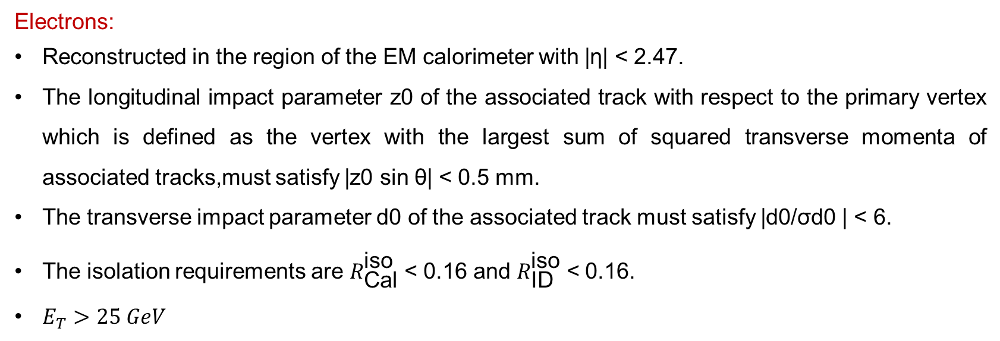 Electrons:
• Reconstructed in the region of the EM calorimeter with |η| < 2.47.
• The longitudinal impact parameter z0 of the associated track with respect to the primary vertex
which is defined as the vertex with the largest sum of squared transverse momenta of
associated tracks,must satisfy |z0 sin θ| < 0.5 mm.
• The transverse impact parameter d0 of the associated track must satisfy |d0/σd0 | < 6.
• The isolation requirements are $R^{\text{iso}}_{\text{Cal}}$ < 0.16 and $R^{\text{iso}}_{\text{ID}}$ < 0.16.
• $E_T > 25\ GeV$